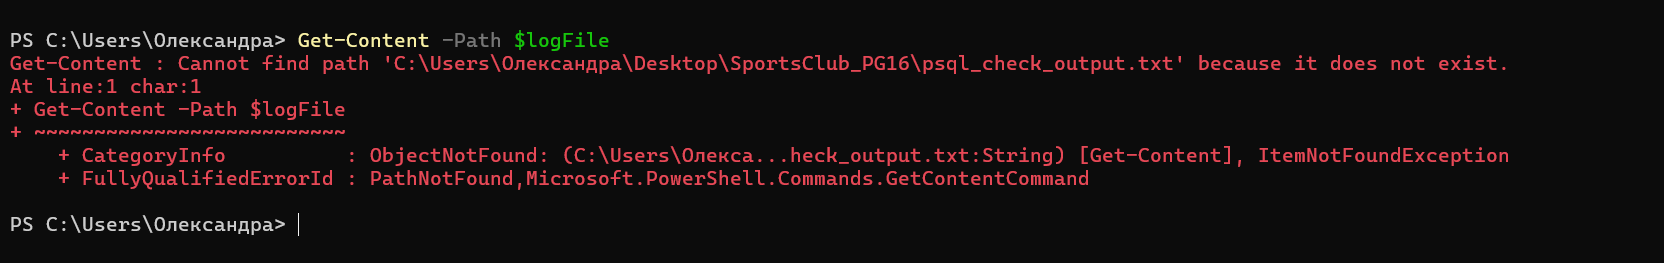 PS C:\Users\Олександра> Get-Content -Path $logFile
Get-Content : Cannot find path 'C:\Users\Олександра\Desktop\SportsClub_PG16\psql_check_output.txt' because it does not exist.
At line:1 char:1
+ Get-Content -Path $logFile
+ ~~~~~~~~~~~~~~~~~~~~~~~~~~
    + CategoryInfo          : ObjectNotFound: (C:\Users\Олекса...heck_output.txt:String) [Get-Content], ItemNotFoundException
    + FullyQualifiedErrorId : PathNotFound,Microsoft.PowerShell.Commands.GetContentCommand
PS C:\Users\Олександра>